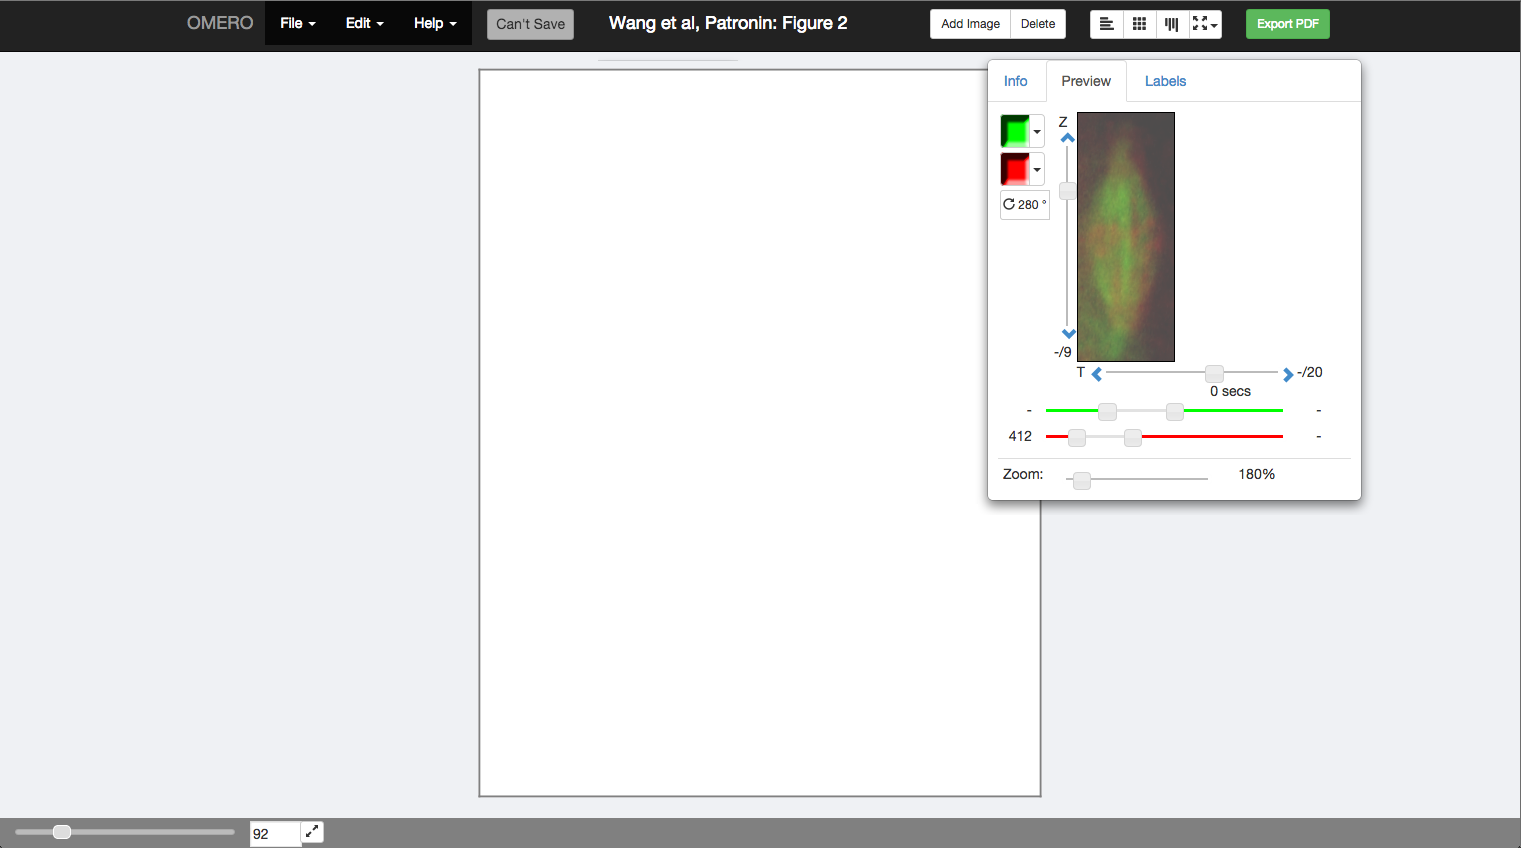 OMERO File Edit Help Can't Save Wang et al, Patronin: Figure 2 Add Image Delete Export PDF
Info Preview Labels
Z
280 °
-/9
T -/20
0 secs
- -
412 -
Zoom: 180%
92